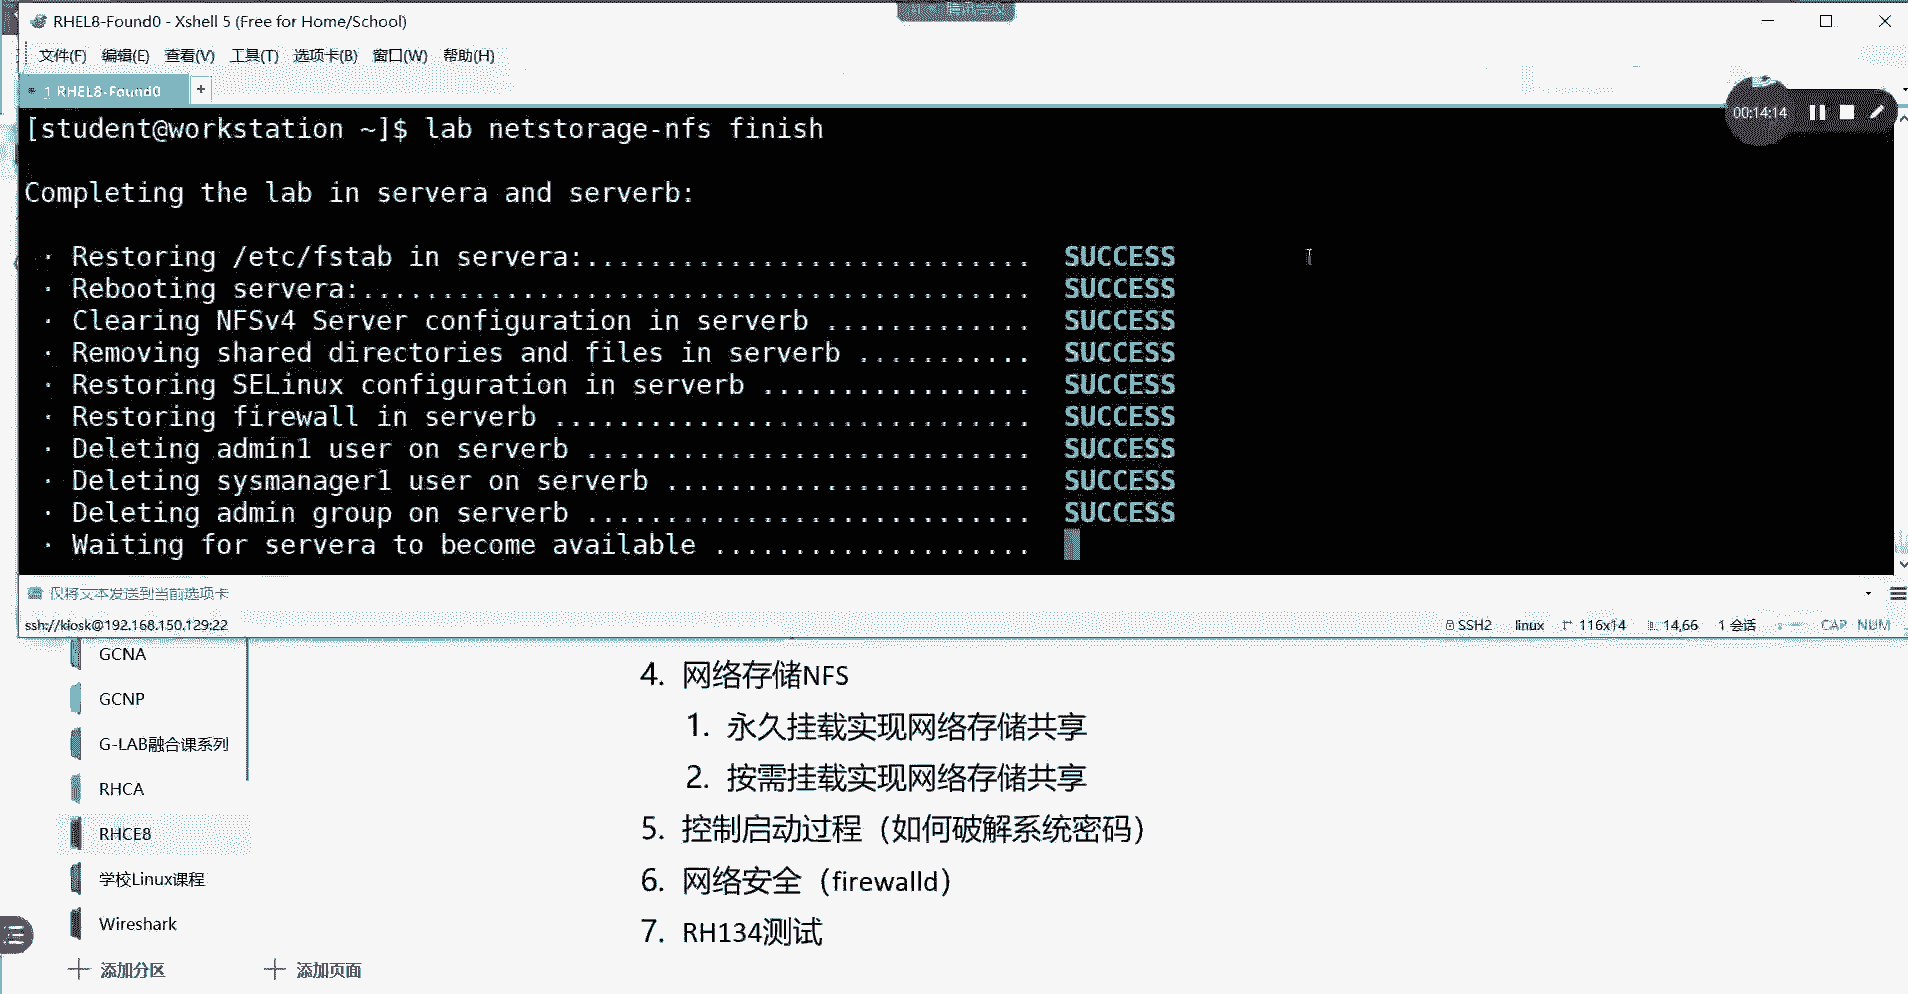 RHEL8-Found0 - Xshell 5 (Free for Home/School)
文件(F) 编辑(E) 查看(V) 工具(T) 选项卡(B) 窗口(W) 帮助(H)
1 RHEL8-Found0 +
00:14:14
[student@workstation ~]$ lab netstorage-nfs finish
Completing the lab in servera and serverb:
· Restoring /etc/fstab in servera:............................ SUCCESS
· Rebooting servera:.......................................... SUCCESS
· Clearing NFSv4 Server configuration in serverb ............. SUCCESS
· Removing shared directories and files in serverb ........... SUCCESS
· Restoring SELinux configuration in serverb ................. SUCCESS
· Restoring firewall in serverb .............................. SUCCESS
· Deleting admin1 user on serverb ............................ SUCCESS
· Deleting sysmanager1 user on serverb ....................... SUCCESS
· Deleting admin group on serverb ............................ SUCCESS
· Waiting for servera to become available ....................
仅将文本发送到当前选项卡
ssh://kiosk@192.168.150.129:22 SSH2 linux 116x14 14,66 1 会话 CAP NUM
GCNA
GCNP
G-LAB融合课系列
RHCA
RHCE8
学校Linux课程
Wireshark
添加分区 添加页面
4. 网络存储NFS
1. 永久挂载实现网络存储共享
2. 按需挂载实现网络存储共享
5. 控制启动过程（如何破解系统密码）
6. 网络安全（firewalld）
7. RH134测试